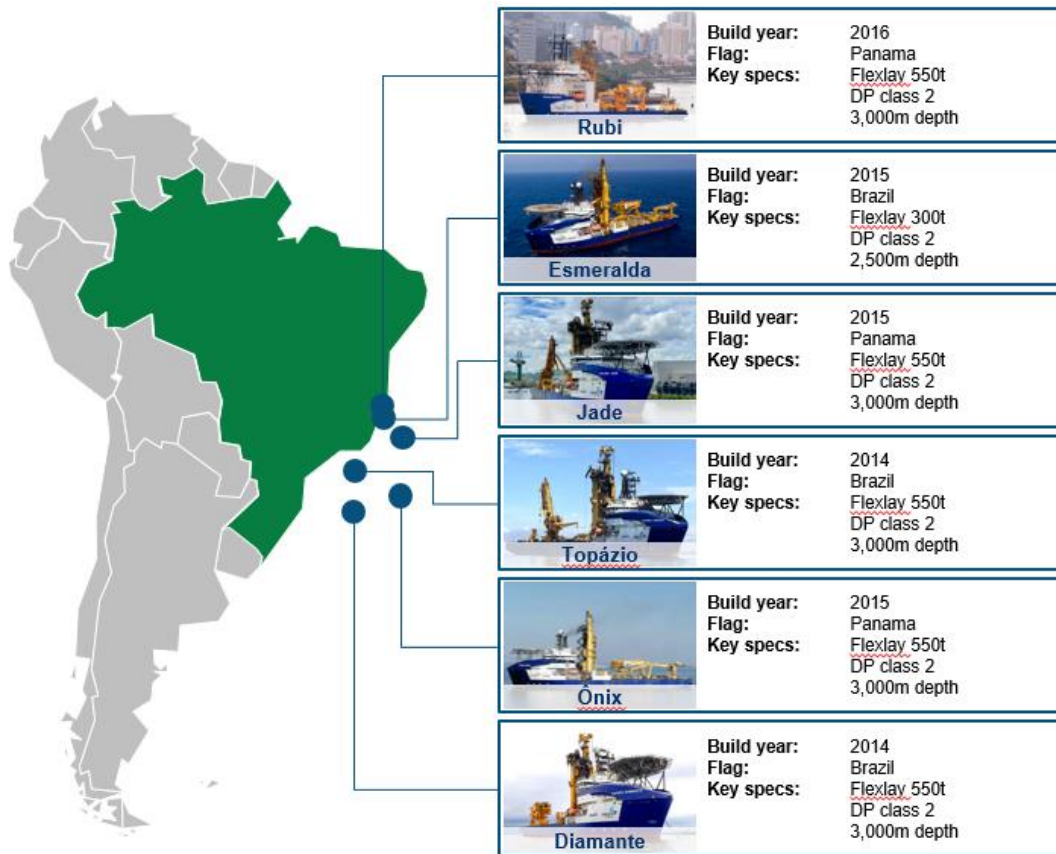 Rubi
Build year: 2016
Flag: Panama
Key specs: Flexlay 550t
DP class 2
3,000m depth
Esmeralda
Build year: 2015
Flag: Brazil
Key specs: Flexlay 300t
DP class 2
2,500m depth
Jade
Build year: 2015
Flag: Panama
Key specs: Flexlay 550t
DP class 2
3,000m depth
Topázio
Build year: 2014
Flag: Brazil
Key specs: Flexlay 550t
DP class 2
3,000m depth
Ônix
Build year: 2015
Flag: Panama
Key specs: Flexlay 550t
DP class 2
3,000m depth
Diamante
Build year: 2014
Flag: Brazil
Key specs: Flexlay 550t
DP class 2
3,000m depth